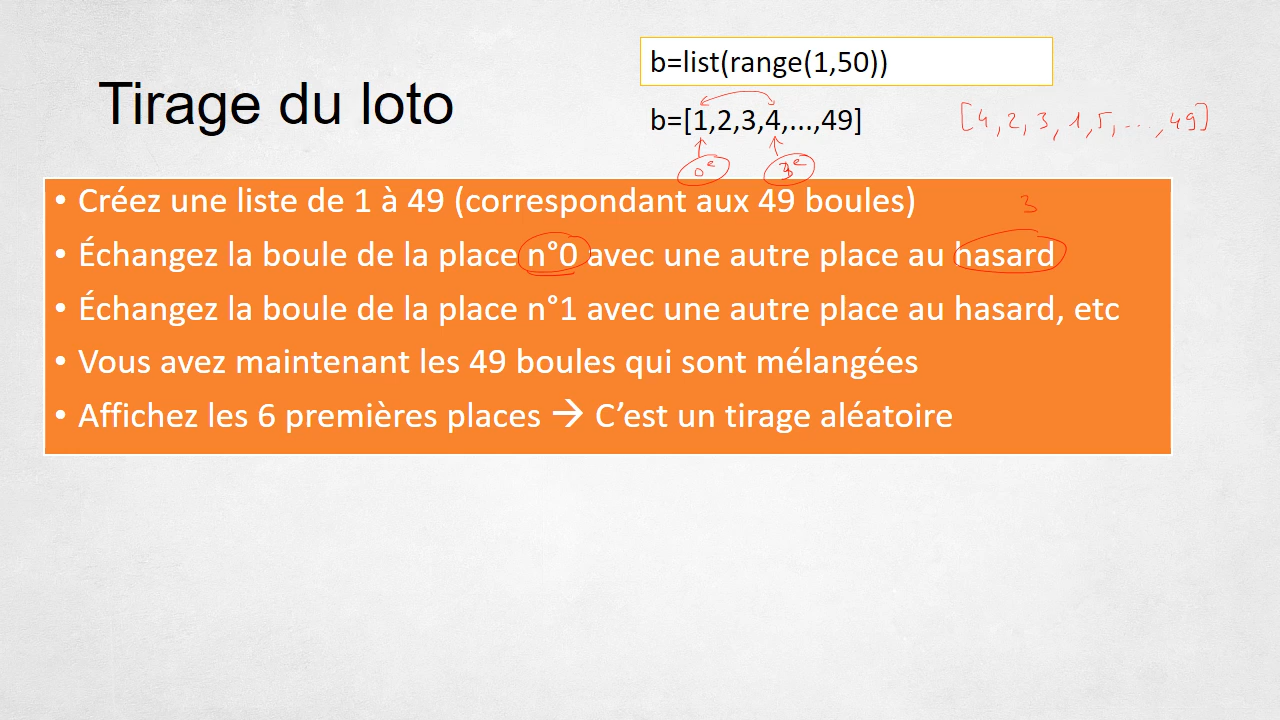 Tirage du loto
b=list(range(1,50))
b=[1,2,3,4,...,49]
[4,2,3,1,5,...,49]
0e
3e
• Créez une liste de 1 à 49 (correspondant aux 49 boules)
3
• Échangez la boule de la place n°0 avec une autre place au hasard
• Échangez la boule de la place n°1 avec une autre place au hasard, etc
• Vous avez maintenant les 49 boules qui sont mélangées
• Affichez les 6 premières places → C’est un tirage aléatoire